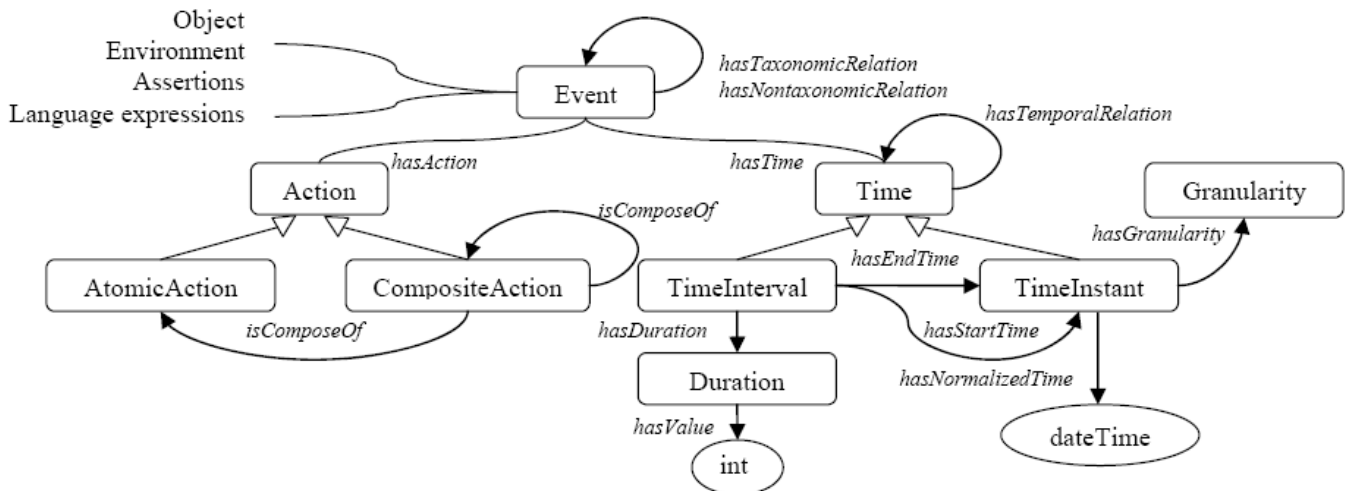 Object
Environment
Assertions
Language expressions
Event
hasTaxonomicRelation
hasNontaxonomicRelation
hasTemporalRelation
hasAction
hasTime
Action
Time
Granularity
isComposeOf
hasGranularity
hasEndTime
AtomicAction
CompositeAction
TimeInterval
TimeInstant
isComposeOf
hasDuration
hasStartTime
Duration
hasNormalizedTime
hasValue
dateTime
int